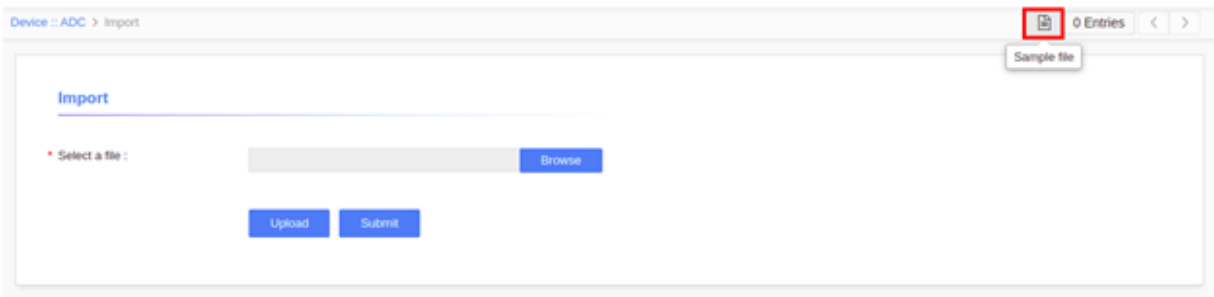 Device :: ADC > Import
0 Entries < >
Sample file
Import
* Select a file :
Browse
Upload Submit